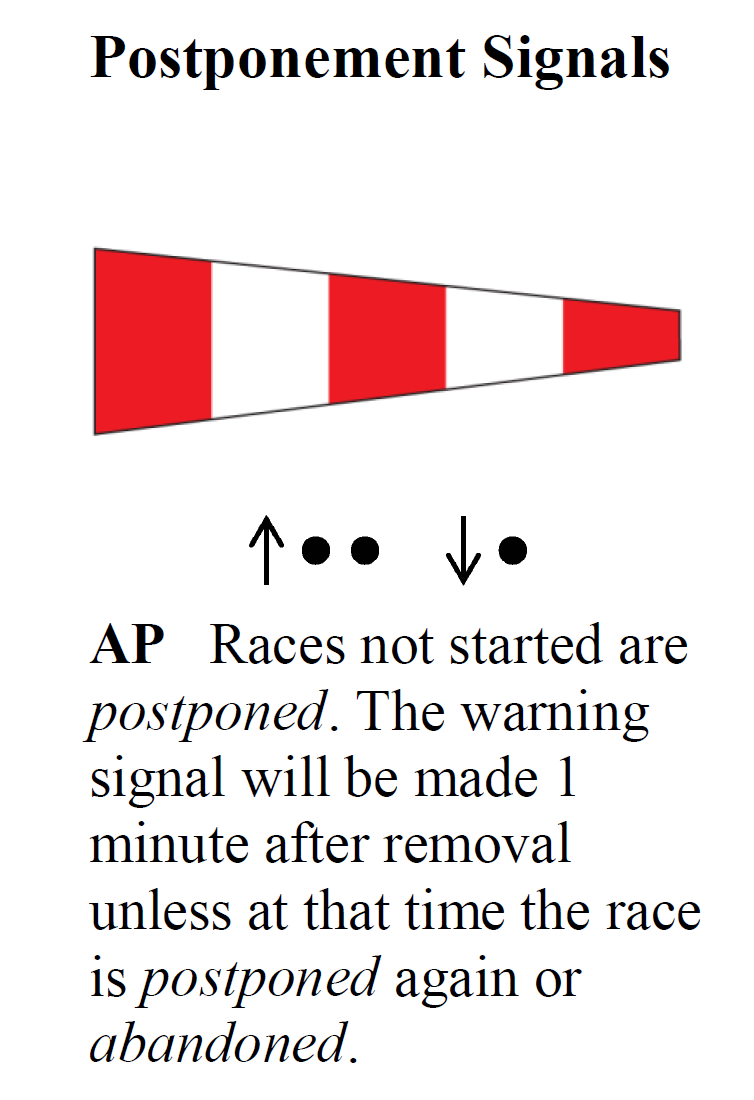 Postponement Signals
AP Races not started are
postponed. The warning
signal will be made 1
minute after removal
unless at that time the race
is postponed again or
abandoned.